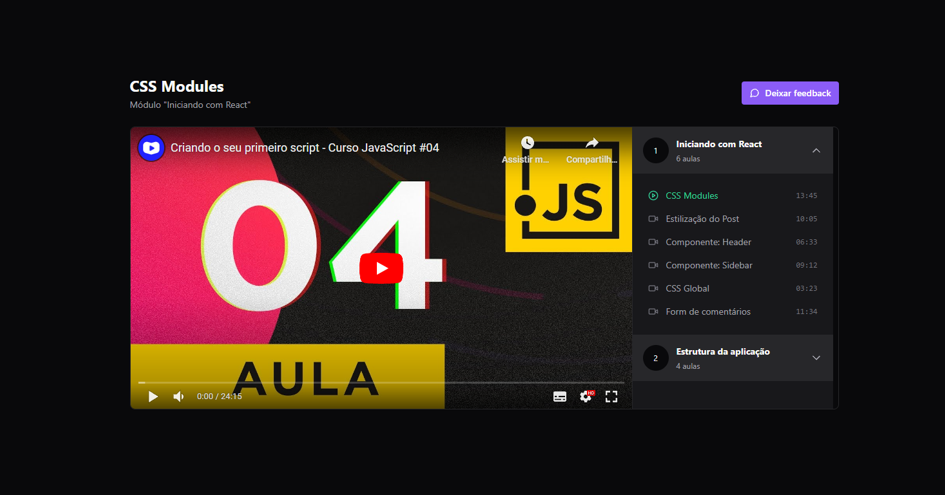 CSS Modules
Módulo "Iniciando com React"
Deixar feedback
Criando o seu primeiro script - Curso JavaScript #04
Assistir m...
Compartilh...
JS
04
AULA
0:00 / 24:15
HD
1
Iniciando com React
6 aulas
CSS Modules 13:45
Estilização do Post 10:05
Componente: Header 06:33
Componente: Sidebar 09:12
CSS Global 03:23
Form de comentários 11:34
2
Estrutura da aplicação
4 aulas